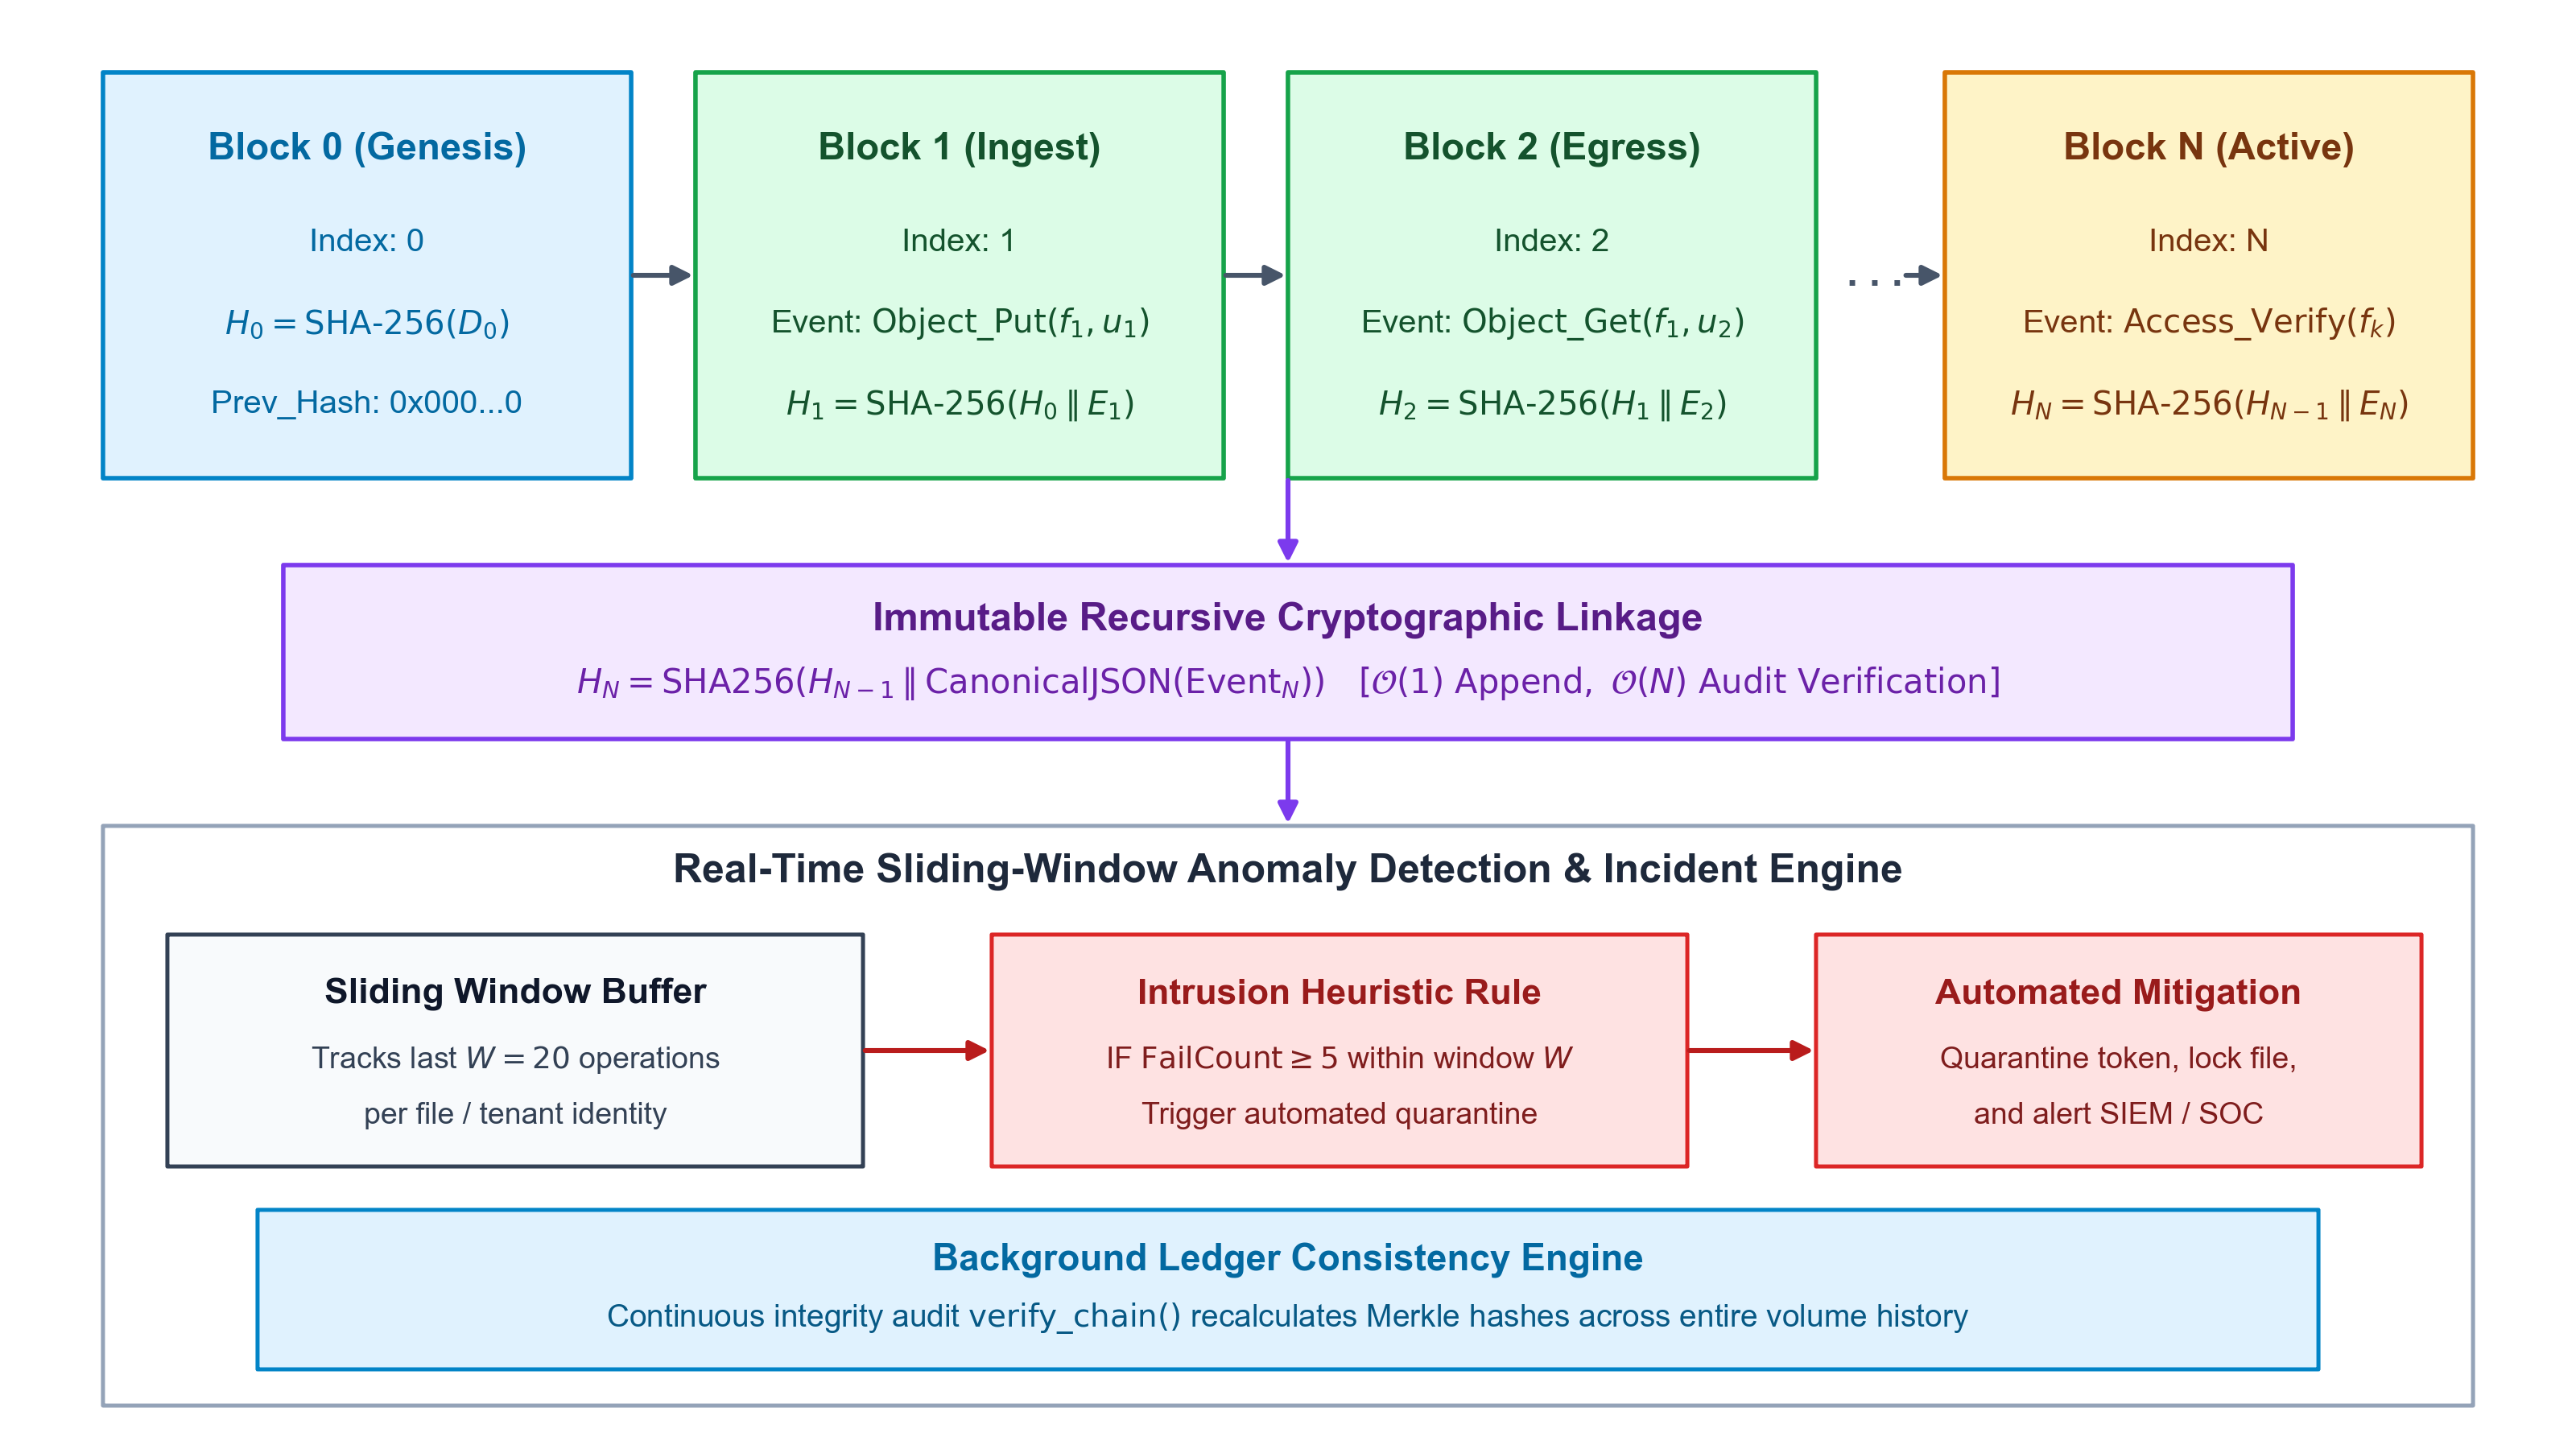 Block 0 (Genesis)
Index: 0
H₀ = SHA-256(D₀)
Prev_Hash: 0x000...0
Block 1 (Ingest)
Index: 1
Event: Object_Put(f₁, u₁)
H₁ = SHA-256(H₀ ∥ E₁)
Block 2 (Egress)
Index: 2
Event: Object_Get(f₁, u₂)
H₂ = SHA-256(H₁ ∥ E₂)
...
Block N (Active)
Index: N
Event: Access_Verify(fₖ)
H_N = SHA-256(H_{N−1} ∥ E_N)
Immutable Recursive Cryptographic Linkage
H_N = SHA256(H_{N−1} ∥ CanonicalJSON(Event_N)) [𝒪(1) Append, 𝒪(N) Audit Verification]
Real-Time Sliding-Window Anomaly Detection & Incident Engine
Sliding Window Buffer
Tracks last W = 20 operations
per file / tenant identity
Intrusion Heuristic Rule
IF FailCount ≥ 5 within window W
Trigger automated quarantine
Automated Mitigation
Quarantine token, lock file,
and alert SIEM / SOC
Background Ledger Consistency Engine
Continuous integrity audit verify_chain() recalculates Merkle hashes across entire volume history